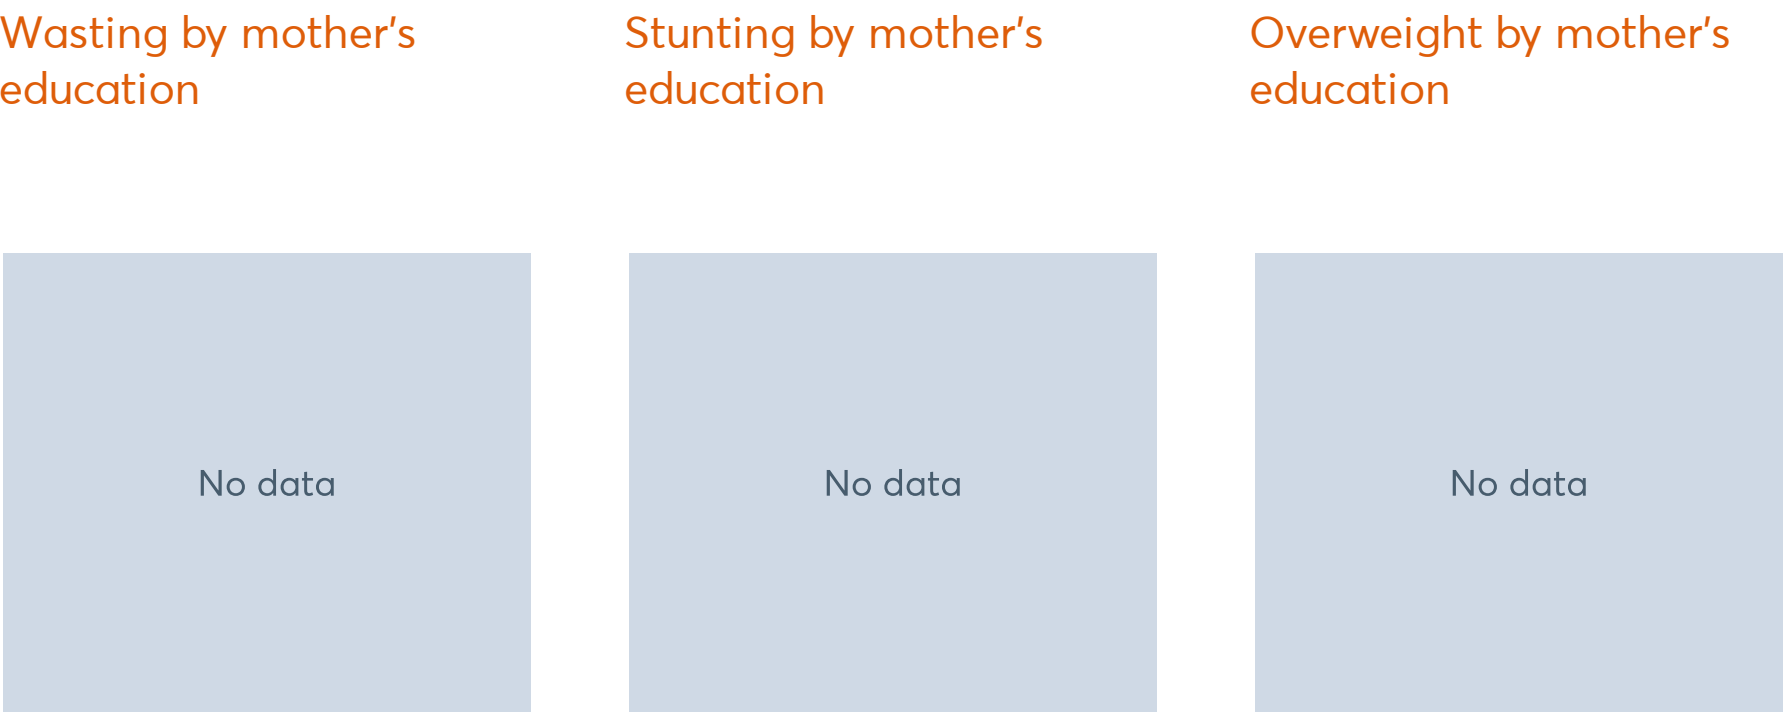 Wasting by mother's
education
Stunting by mother's
education
Overweight by mother's
education
No data
No data
No data